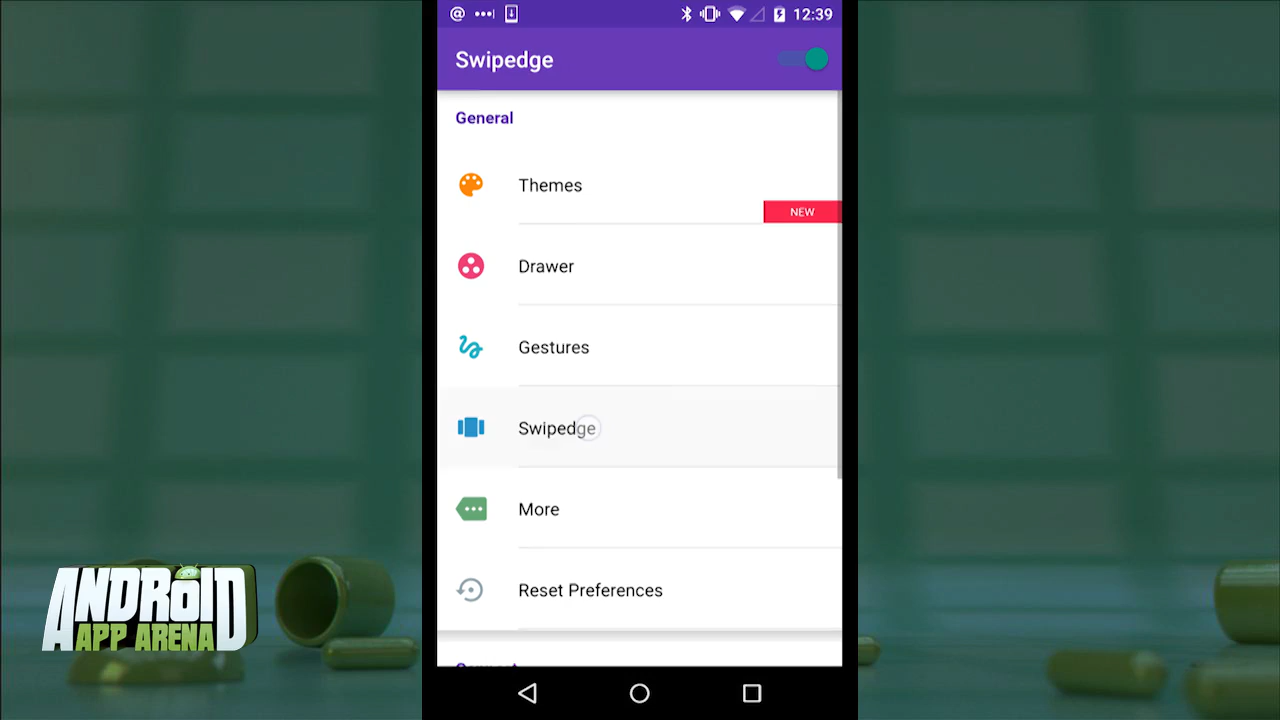 12:39
Swipedge
General
Themes
NEW
Drawer
Gestures
Swipedge
More
Reset Preferences
ANDROID
APP ARENA